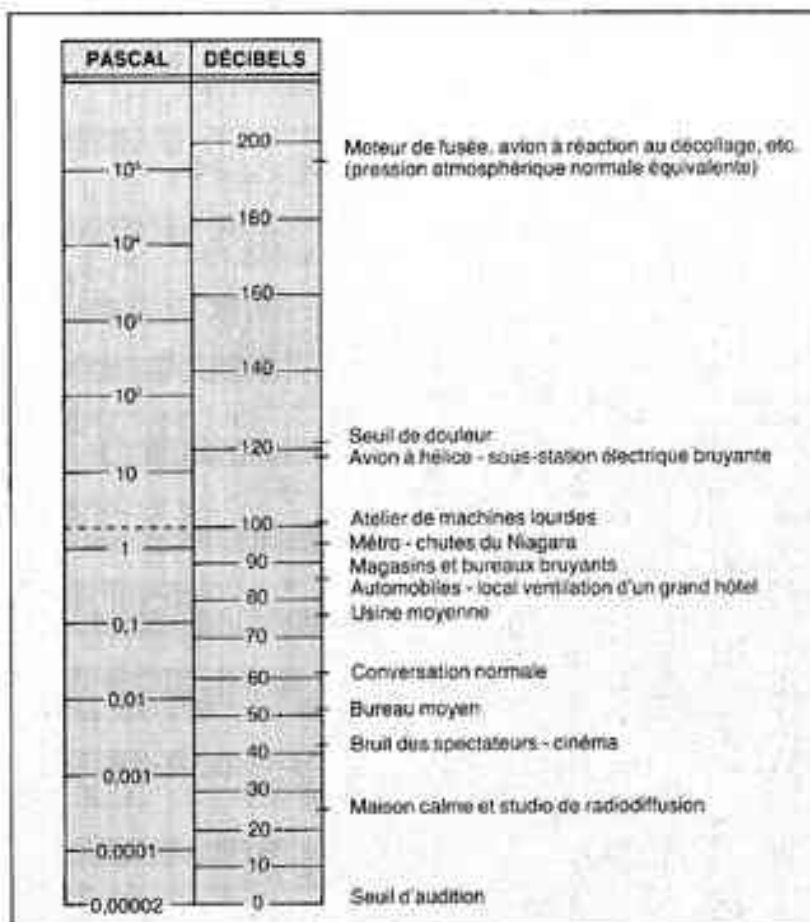 PASCAL DÉCIBELS
200
Moteur de fusée, avion à réaction au décollage, etc.
10⁵ (pression atmosphérique normale équivalente)
180
10⁴
160
10³
140
10²
Seuil de douleur
120
Avion à hélice - sous-station électrique bruyante
10
100 Atelier de machines lourdes
1 Métro - chutes du Niagara
90 Magasins et bureaux bruyants
Automobiles - local ventilation d'un grand hôtel
80
0,1 Usine moyenne
70
60 Conversation normale
0,01
50 Bureau moyen
40 Bruit des spectateurs - cinéma
0,001
30
Maison calme et studio de radiodiffusion
20
0,0001
10
0,00002 0 Seuil d'audition